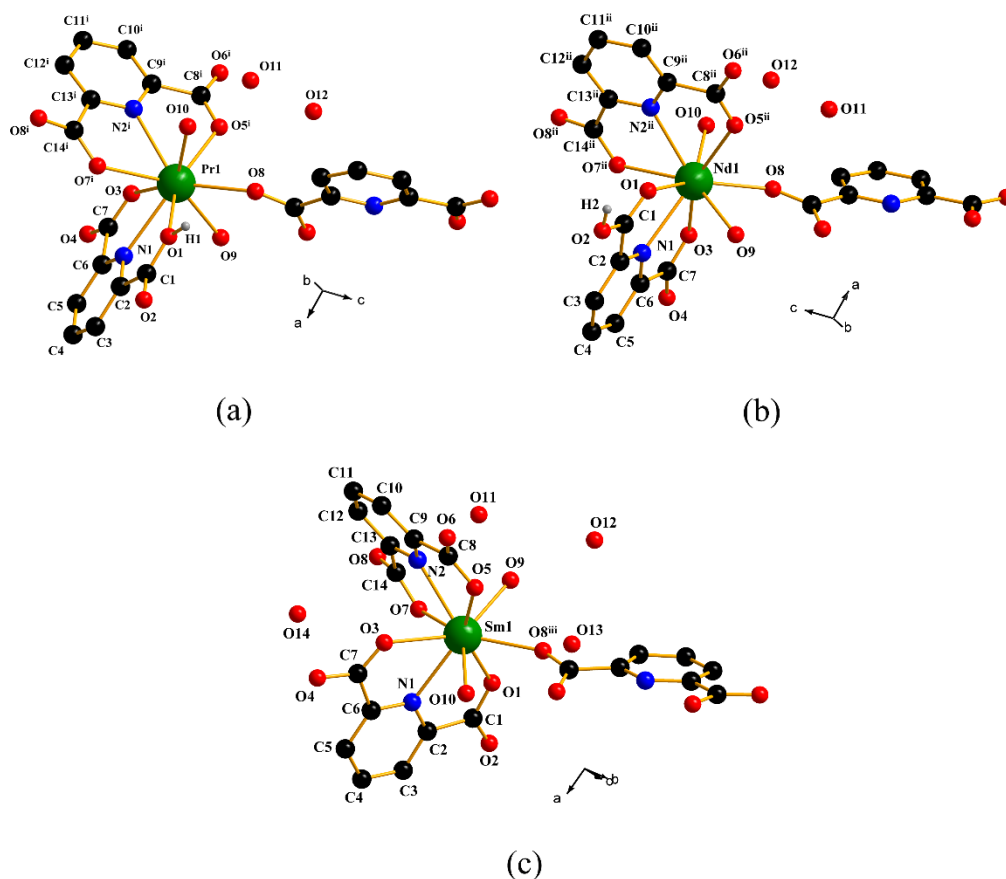 C11ⁱ
C10ⁱ
C12ⁱ
C9ⁱ
C8ⁱ
O6ⁱ
O11
C13ⁱ
O10
O12
O8ⁱ
N2ⁱ
O5ⁱ
C14ⁱ
Pr1
O7ⁱ
O3
O8
C7
O4
N1
H1
O1
O9
C6
C1
C5
C2
O2
C4
C3
b
c
a
(a)
C11ⁱⁱ
C10ⁱⁱ
C12ⁱⁱ
C9ⁱⁱ
O6ⁱⁱ
C8ⁱⁱ
O12
C13ⁱⁱ
O10
O11
O8ⁱⁱ
N2ⁱⁱ
O5ⁱⁱ
C14ⁱⁱ
O7ⁱⁱ
Nd1
O1
O8
H2
C1
O2
N1
O3
O9
C2
C7
C3
C6
O4
C4
C5
a
c
b
(b)
C11
C10
O11
C12
C9
O6
O12
C13
C8
O8
N2
O9
C14
O5
O7
O14
O3
Sm1
O8ⁱⁱⁱ
O13
C7
N1
O1
O4
O10
C6
C1
C5
C2
O2
C4
C3
b
a
(c)